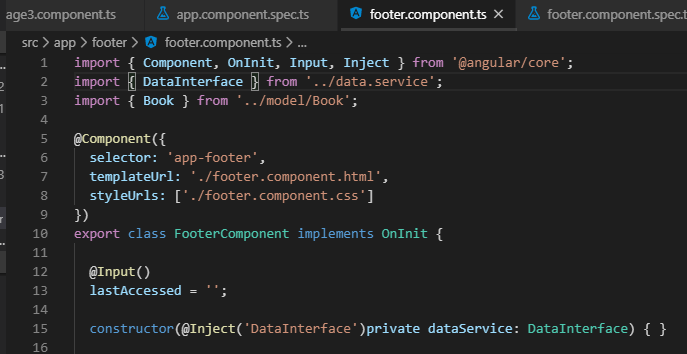 age3.component.ts app.component.spec.ts footer.component.ts footer.component.spec.t
src > app > footer > footer.component.ts > ...
1 import { Component, OnInit, Input, Inject } from '@angular/core';
2 import { DataInterface } from '../data.service';
3 import { Book } from '../model/Book';
4
5 @Component({
6 selector: 'app-footer',
7 templateUrl: './footer.component.html',
8 styleUrls: ['./footer.component.css']
9 })
10 export class FooterComponent implements OnInit {
11
12 @Input()
13 lastAccessed = '';
14
15 constructor(@Inject('DataInterface')private dataService: DataInterface) { }
16